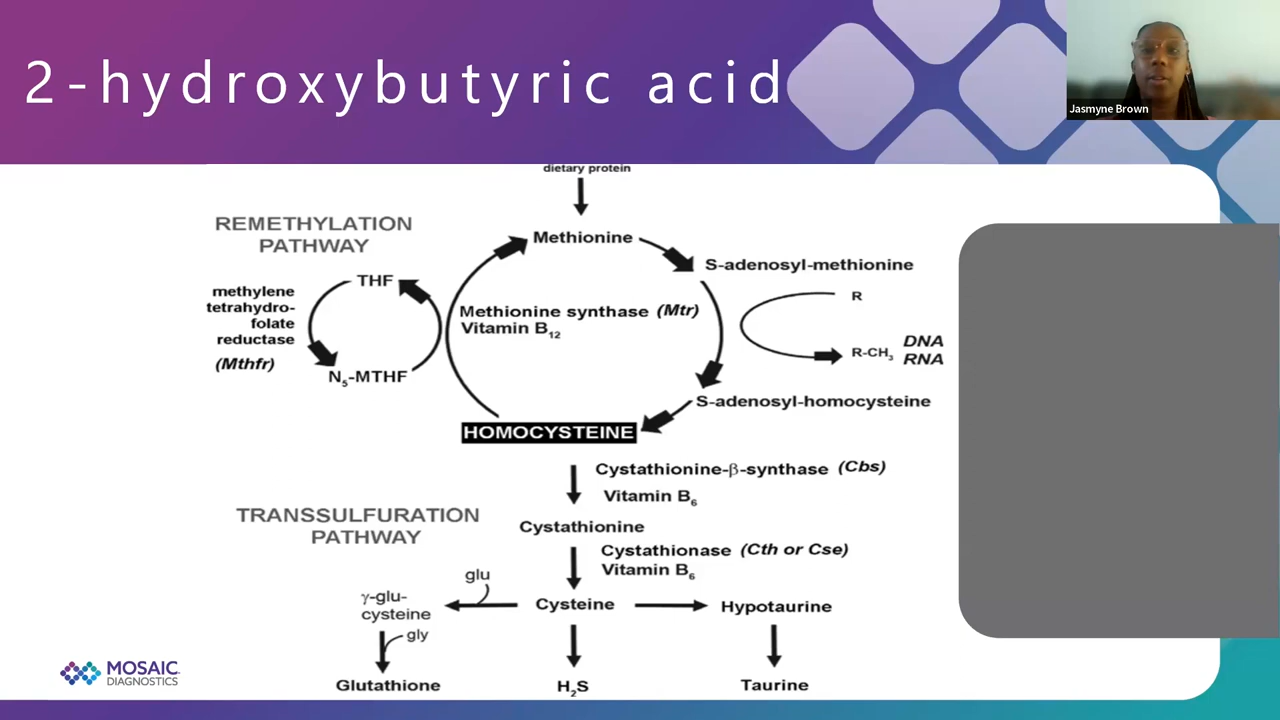 2-hydroxybutyric acid
Jasmyne Brown
dietary protein
REMETHYLATION
PATHWAY
Methionine
S-adenosyl-methionine
THF
methylene
tetrahydro-
folate
reductase
(Mthfr)
N5-MTHF
Methionine synthase (Mtr)
Vitamin B12
R
R-CH3
DNA
RNA
S-adenosyl-homocysteine
HOMOCYSTEINE
Cystathionine-β-synthase (Cbs)
Vitamin B6
TRANSSULFURATION
PATHWAY
Cystathionine
Cystathionase (Cth or Cse)
Vitamin B6
glu
γ-glu-
cysteine
Cysteine
Hypotaurine
gly
Glutathione
H2S
Taurine
MOSAIC
DIAGNOSTICS